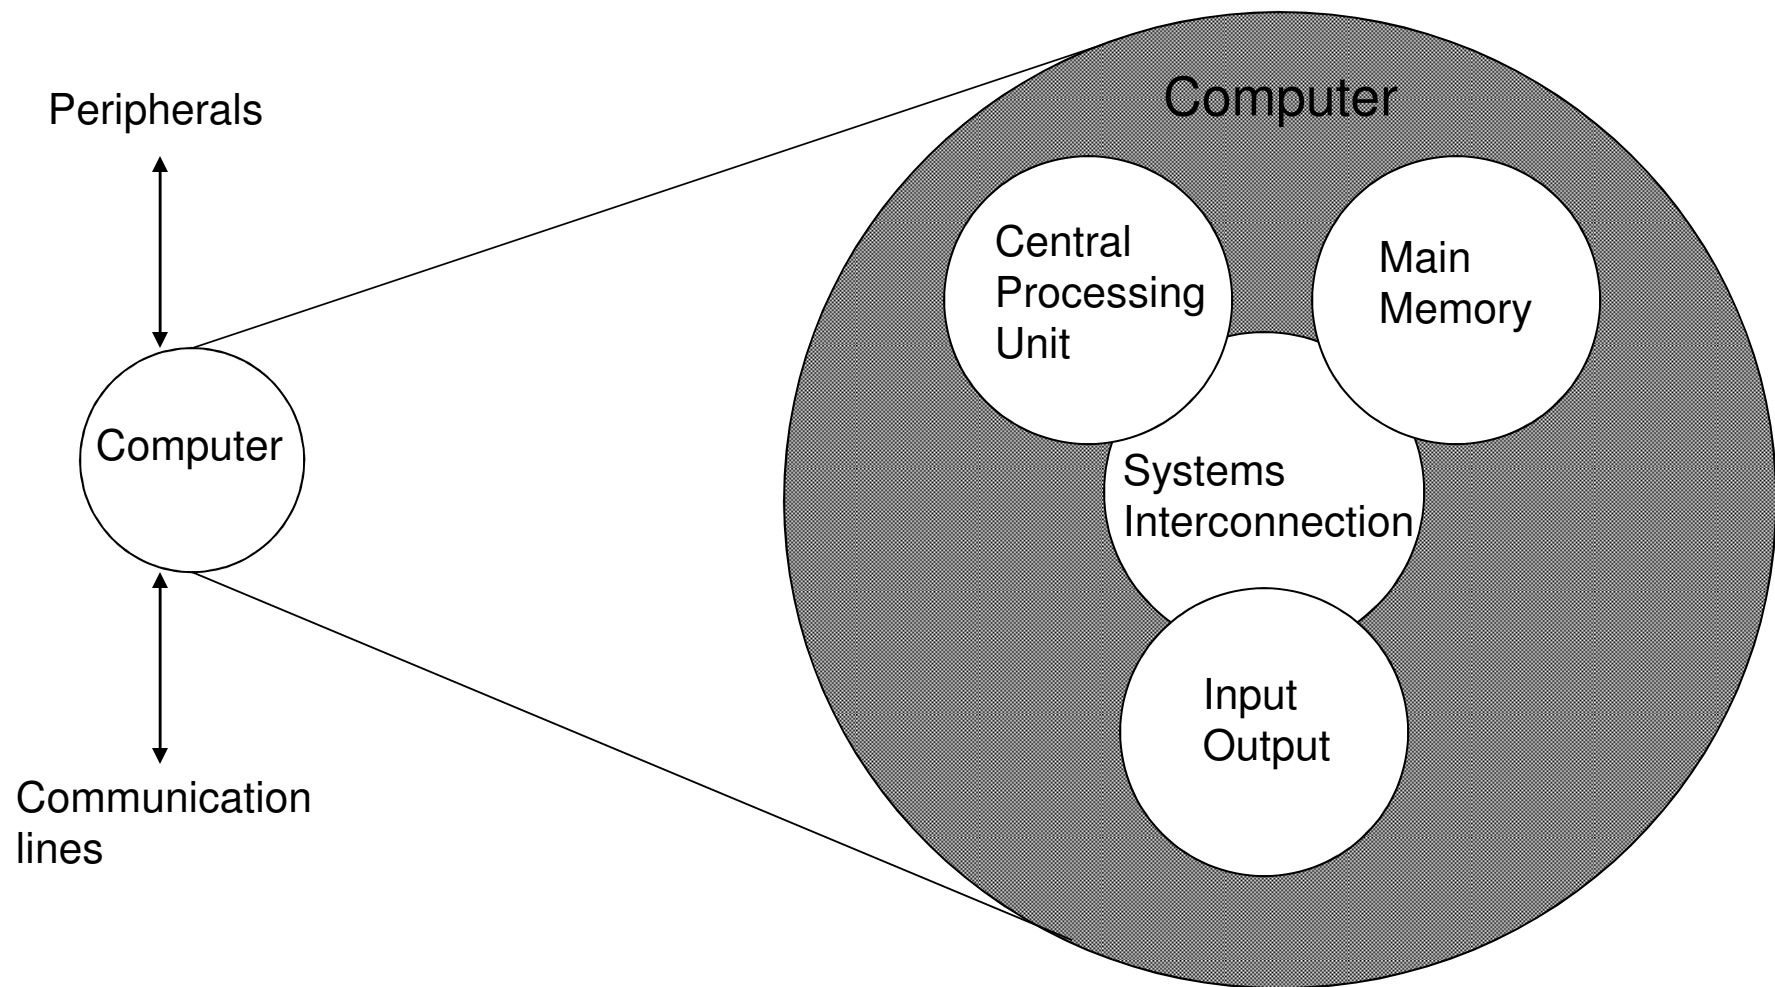 Peripherals
Computer
Communication
lines
Computer
Central
Processing
Unit
Main
Memory
Systems
Interconnection
Input
Output